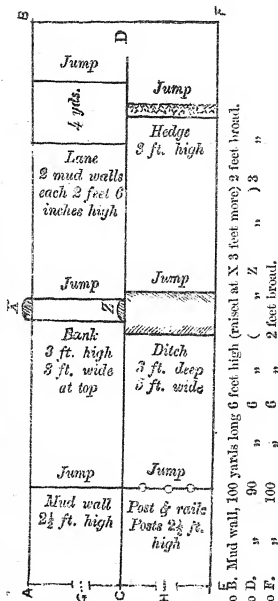 B
F
D
Jump
4 yds.
Jump
Lane
2 mud walls
each 2 feet 6
inches high
Hedge
3 ft. high
X
Z
Jump
Jump
Bank
3 ft. high
3 ft. wide
at top
Ditch
3 ft. deep
5 ft. wide
Jump
Jump
Mud wall
2½ ft. high
Post & rails
Posts 2½ ft.
high
A
G
C
H
E
o B. Mud wall, 100 yards long 6 feet high (raised at X 3 feet more) 2 feet broad.
o D. „ 90 „ 6 „ ( „ Z „ ) 3 „
o F. „ 100 „ 6 „ 2 feet broad.